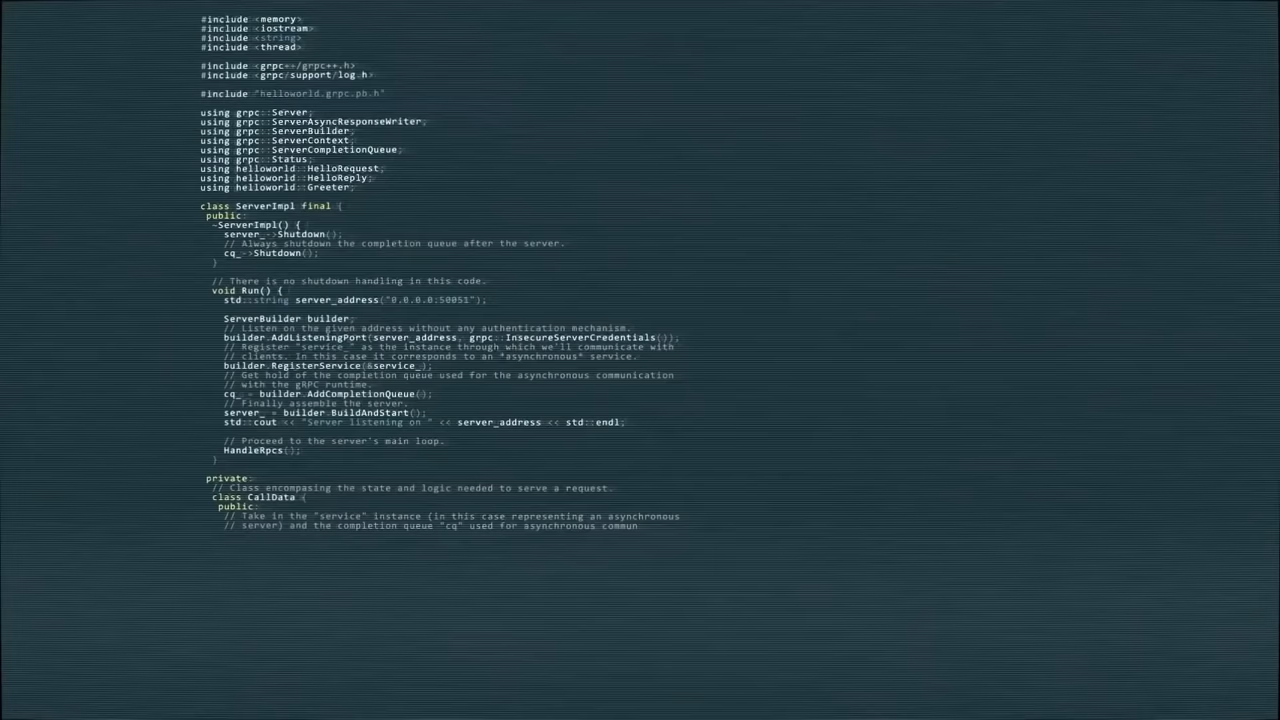 #include <memory>
#include <iostream>
#include <string>
#include <thread>
#include <grpc++/grpc++.h>
#include <grpc/support/log.h>
#include "helloworld.grpc.pb.h"
using grpc::Server;
using grpc::ServerAsyncResponseWriter;
using grpc::ServerBuilder;
using grpc::ServerContext;
using grpc::ServerCompletionQueue;
using grpc::Status;
using helloworld::HelloRequest;
using helloworld::HelloReply;
using helloworld::Greeter;
class ServerImpl final {
public:
~ServerImpl() {
server_->Shutdown();
// Always shutdown the completion queue after the server.
cq_->Shutdown();
}
// There is no shutdown handling in this code.
void Run() {
std::string server_address("0.0.0.0:50051");
ServerBuilder builder;
// Listen on the given address without any authentication mechanism.
builder.AddListeningPort(server_address, grpc::InsecureServerCredentials());
// Register "service_" as the instance through which we'll communicate with
// clients. In this case it corresponds to an *asynchronous* service.
builder.RegisterService(&service_);
// Get hold of the completion queue used for the asynchronous communication
// with the gRPC runtime.
cq_ = builder.AddCompletionQueue();
// Finally assemble the server.
server_ = builder.BuildAndStart();
std::cout << "Server listening on " << server_address << std::endl;
// Proceed to the server's main loop.
HandleRpcs();
}
private:
// Class encompasing the state and logic needed to serve a request.
class CallData {
public:
// Take in the "service" instance (in this case representing an asynchronous
// server) and the completion queue "cq" used for asynchronous commun